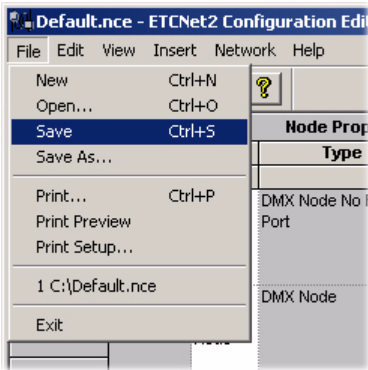 Default.nce - ETCNet2 Configuration Edi
File Edit View Insert Network Help
New Ctrl+N
Open... Ctrl+O
Save Ctrl+S
Save As...
Print... Ctrl+P
Print Preview
Print Setup...
1 C:\Default.nce
Exit
Node Prop
Type
DMX Node No
Port
DMX Node